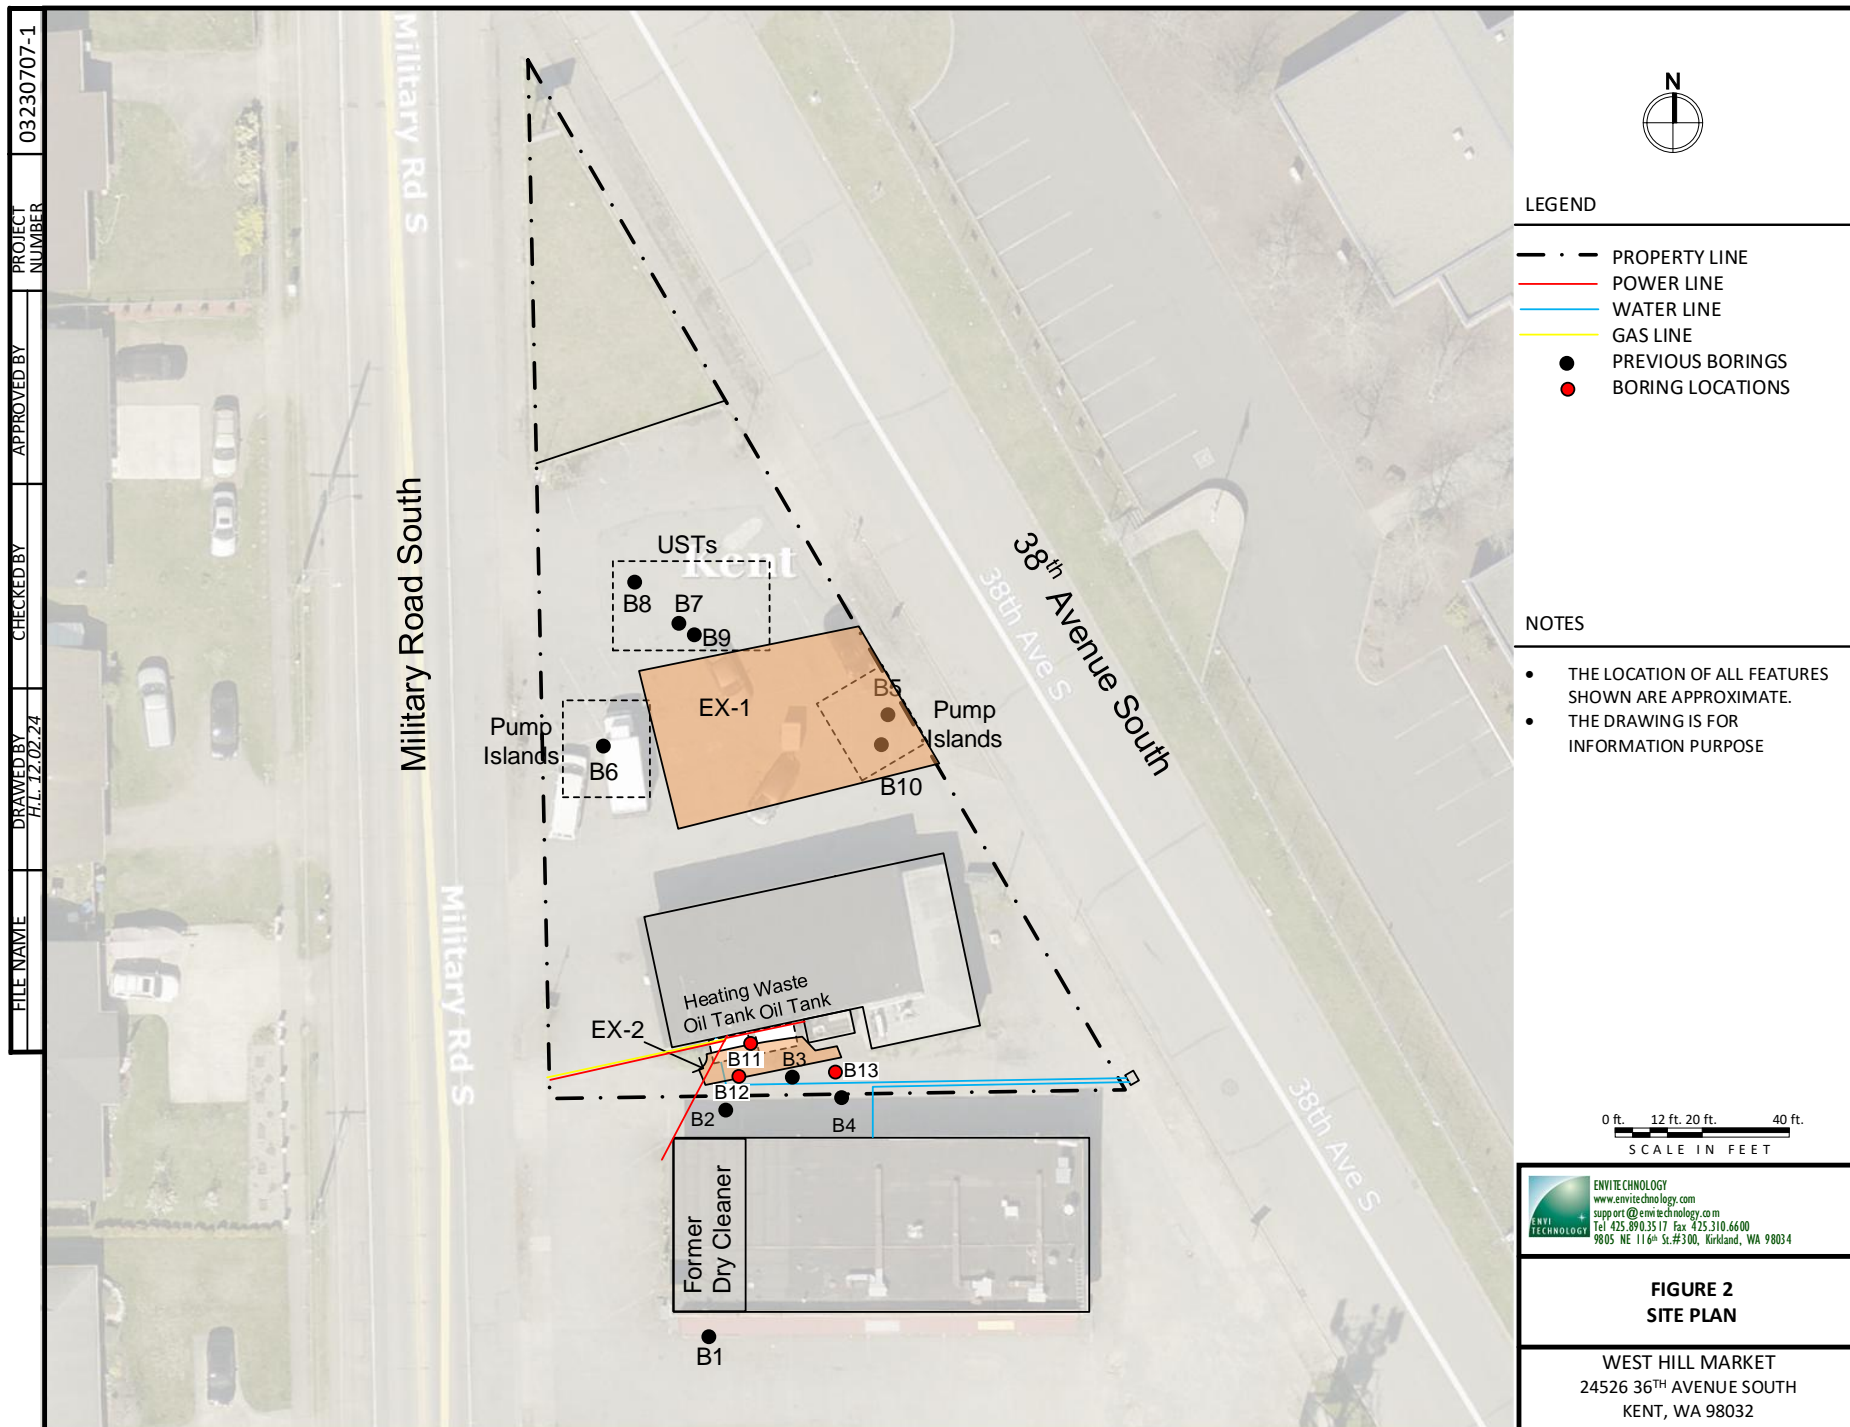 03230707-1
PROJECT
NUMBER
APPROVED BY
CHECKED BY
DRAWED BY
H.L. 12.02.24
FILE NAME
Military Rd S
Military Road South
Military Rd S
38th Avenue South
38th Ave S
38th Ave S
Kent
USTs
B8
B7
B9
EX-1
B5
Pump
Islands
B10
Pump
Islands
B6
Heating Waste
Oil Tank Oil Tank
EX-2
B11
B3
B13
B12
B2
B4
Former
Dry Cleaner
B1
N
LEGEND
PROPERTY LINE
POWER LINE
WATER LINE
GAS LINE
PREVIOUS BORINGS
BORING LOCATIONS
NOTES
• THE LOCATION OF ALL FEATURES
SHOWN ARE APPROXIMATE.
• THE DRAWING IS FOR
INFORMATION PURPOSE
0 ft. 12 ft. 20 ft. 40 ft.
SCALE IN FEET
ENVI
TECHNOLOGY
ENVITECHNOLOGY
www.envitechnology.com
support@envitechnology.com
Tel 425.890.3517 Fax 425.310.6600
9805 NE 116th St.#300, Kirkland, WA 98034
FIGURE 2
SITE PLAN
WEST HILL MARKET
24526 36TH AVENUE SOUTH
KENT, WA 98032